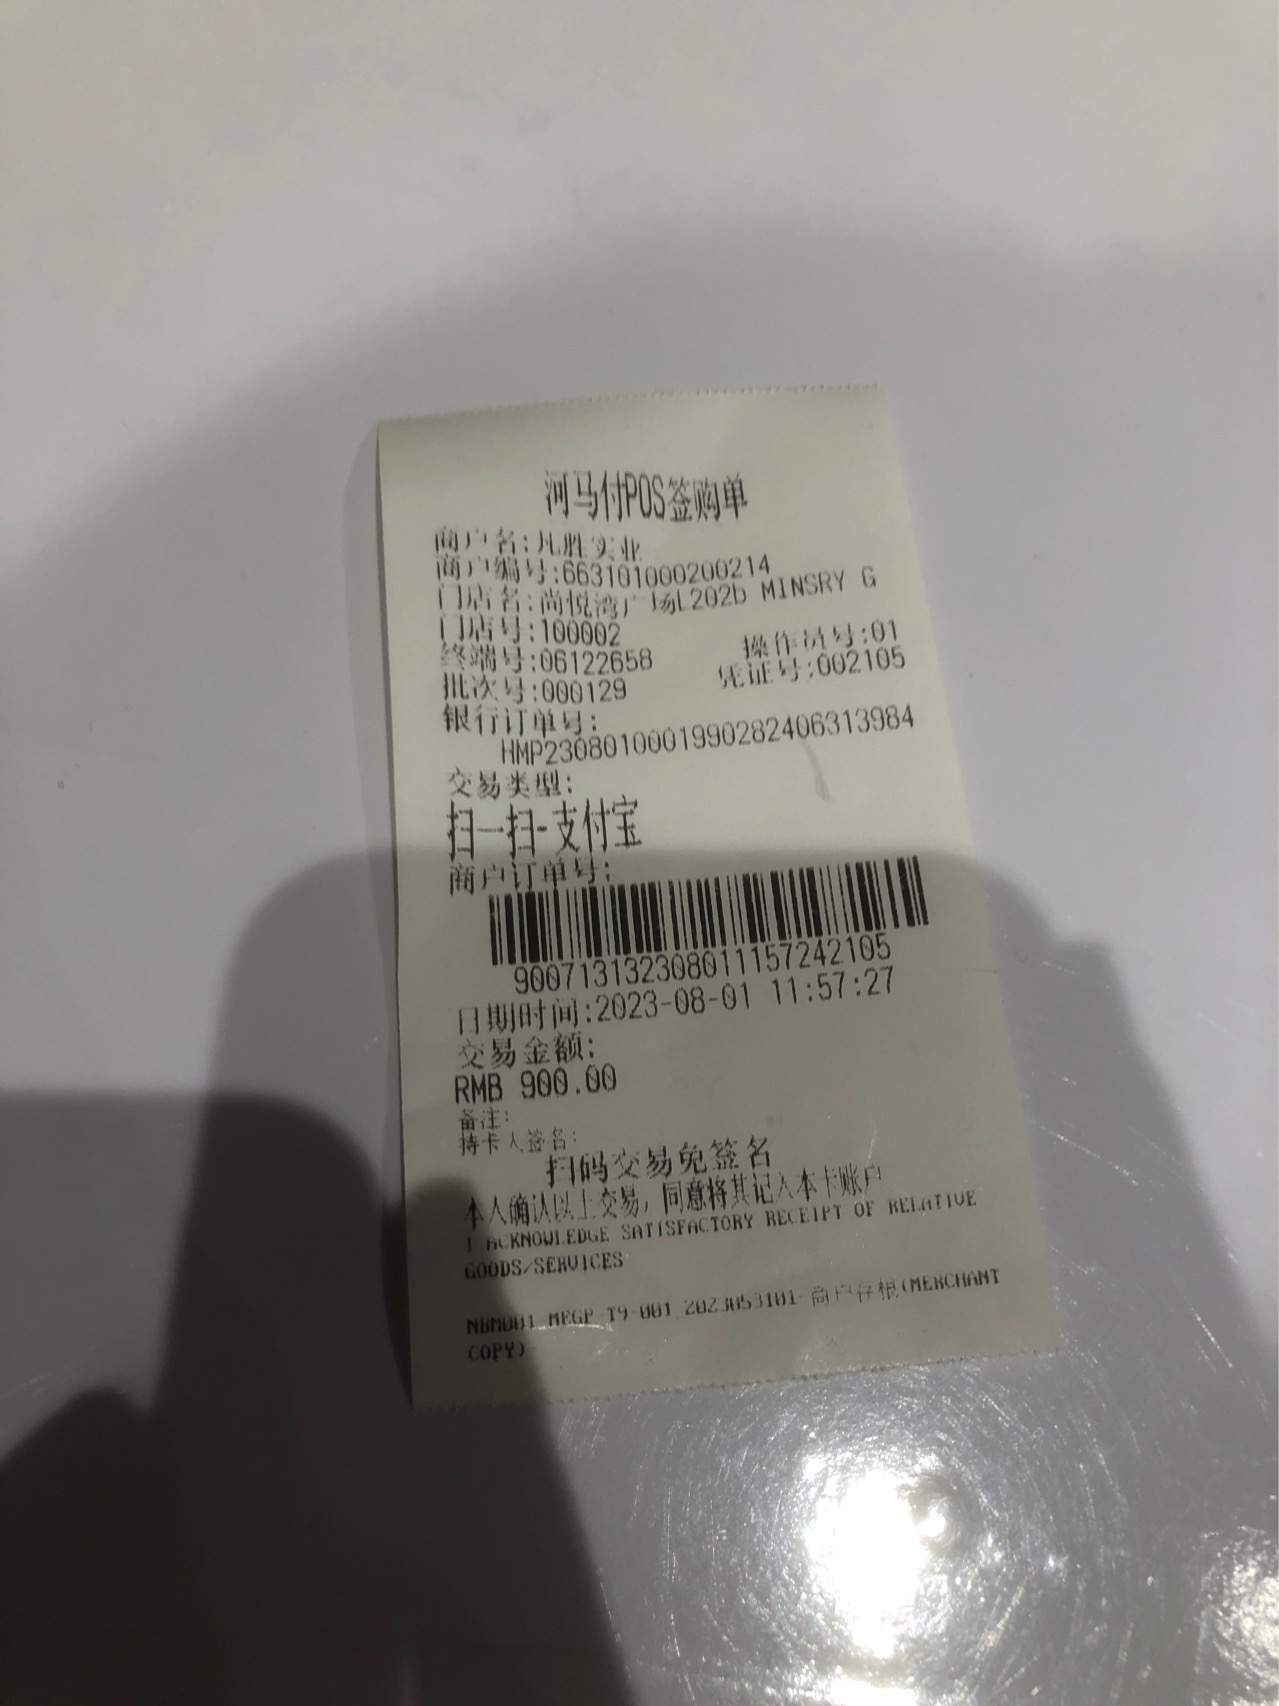 河马付POS签购单
商户名:凡胜实业
商户编号:663101000200214
门店名:尚悦湾广场L202b MINSRY G
门店号:100002 操作员号:01
终端号:06122658 凭证号:002105
批次号:000129
银行订单号:
HMP2308010001990282406313984
交易类型:
扫一扫-支付宝
商户订单号:
9007131323080111157242105
日期时间:2023-08-01 11:57:27
交易金额:
RMB 900.00
备注:
持卡人签名:
扫码交易免签名
本人确认以上交易，同意将其记入本卡账户
I ACKNOWLEDGE SATISFACTORY RECEIPT OF RELATIVE
GOODS/SERVICES
NBM001-MEGP-T9-001 2023053101-商户存根(MERCHANT
COPY)